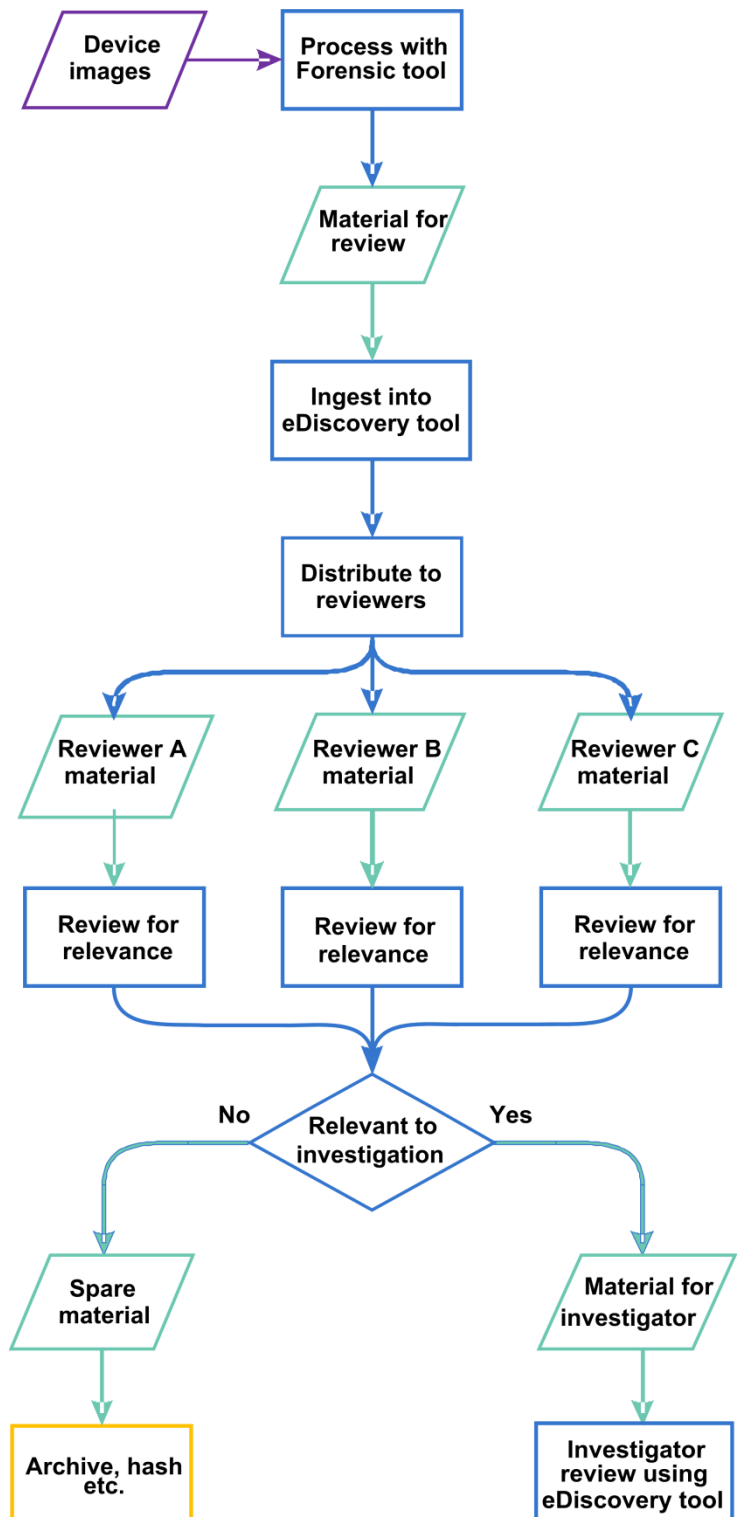 Device
images
Process with
Forensic tool
Material for
review
Ingest into
eDiscovery tool
Distribute to
reviewers
Reviewer A
material
Reviewer B
material
Reviewer C
material
Review for
relevance
Review for
relevance
Review for
relevance
No
Yes
Relevant to
investigation
Spare
material
Material for
investigator
Archive, hash
etc.
Investigator
review using
eDiscovery tool